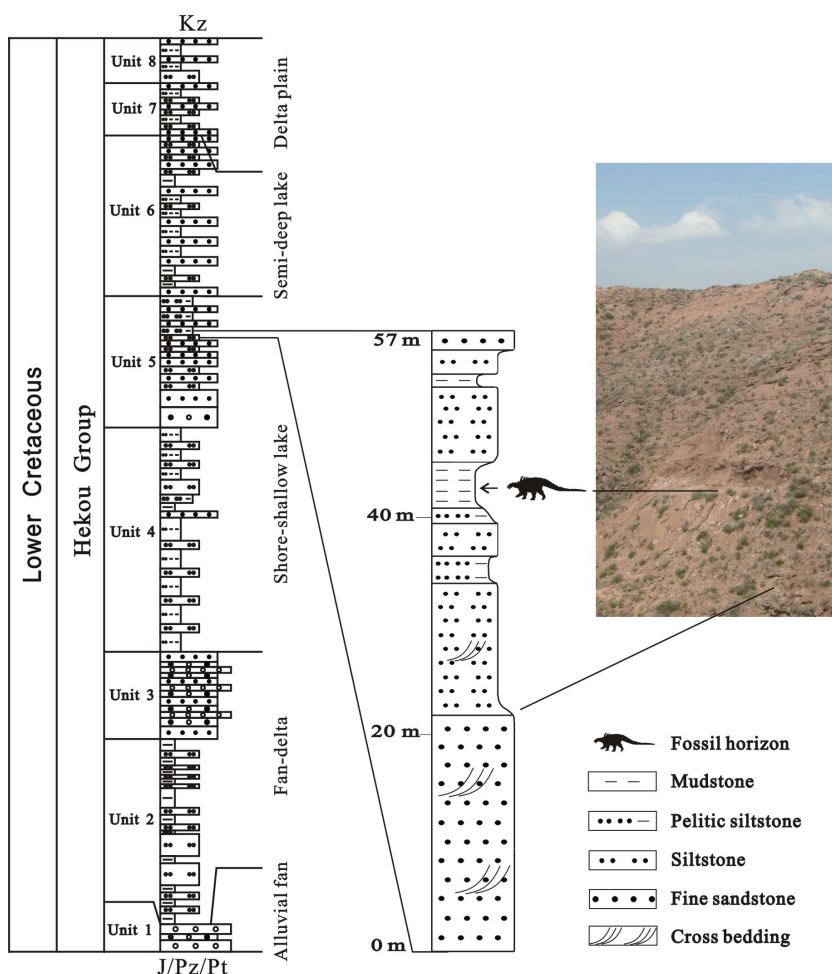 Kz
Lower Cretaceous
Hekou Group
Unit 8
Unit 7
Unit 6
Unit 5
Unit 4
Unit 3
Unit 2
Unit 1
Delta plain
Semi-deep lake
Shore-shallow lake
Fan-delta
Alluvial fan
J/Pz/Pt
57 m
40 m
20 m
0 m
Fossil horizon
Mudstone
Pelitic siltstone
Siltstone
Fine sandstone
Cross bedding